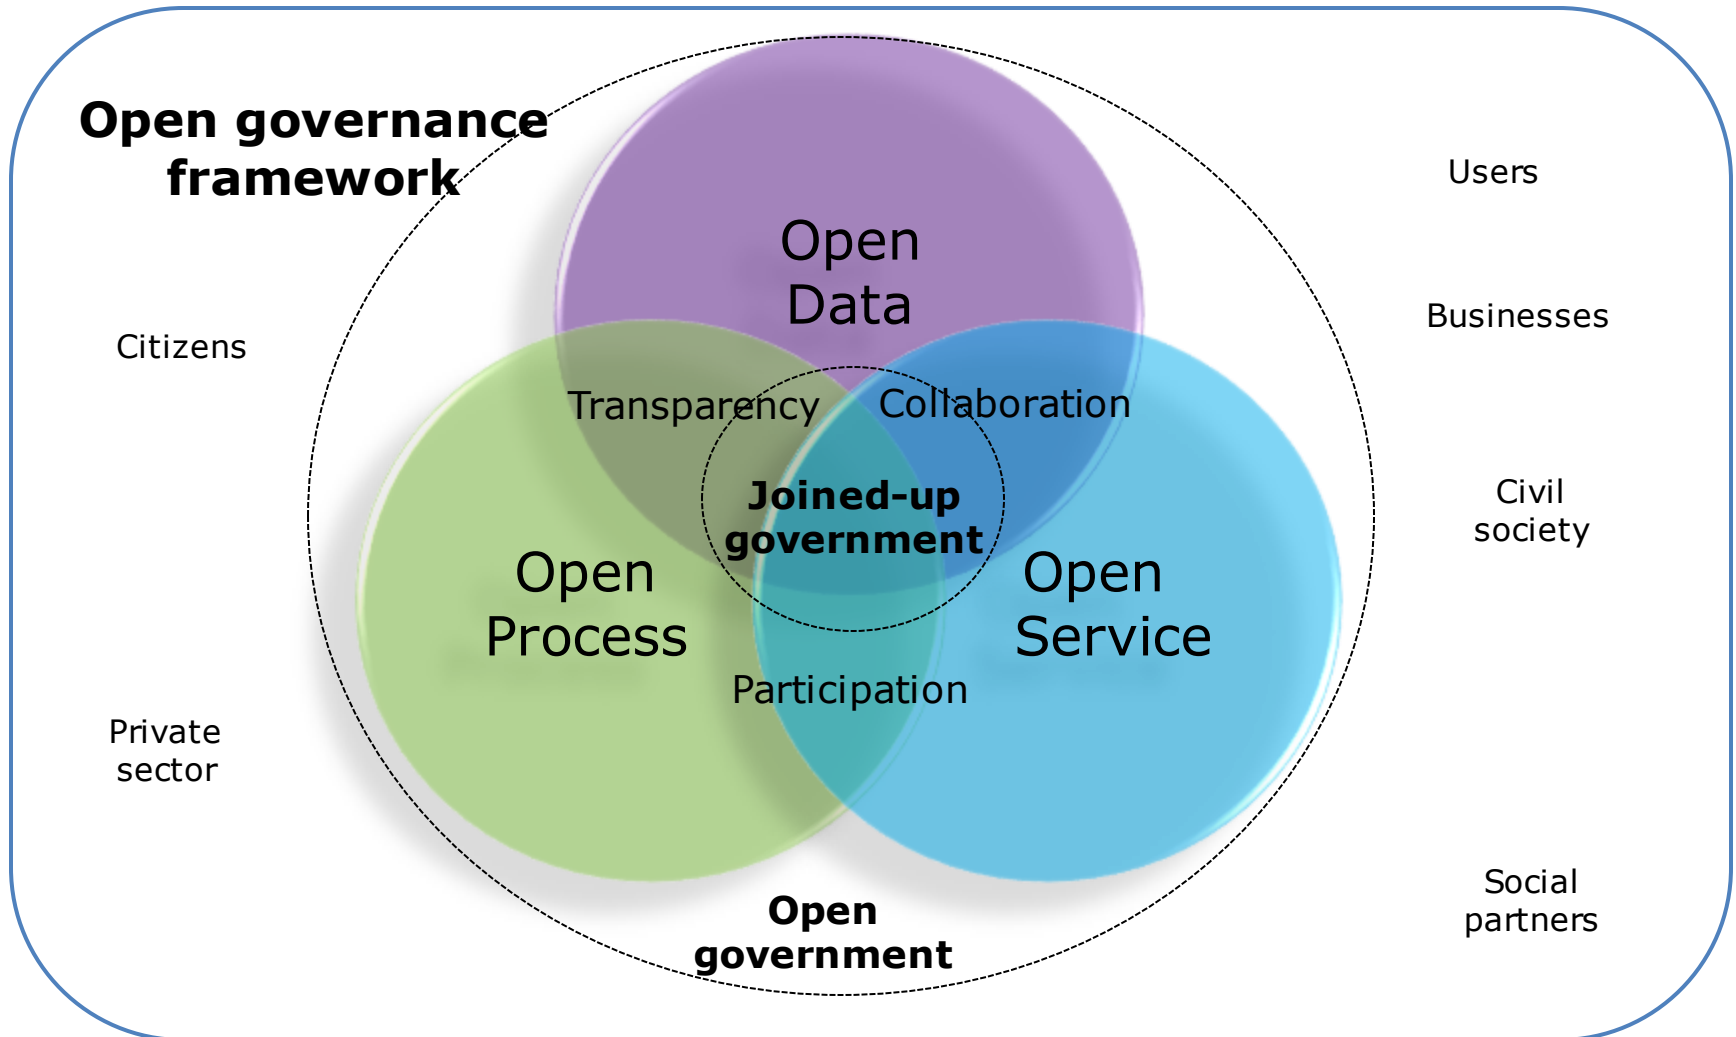 Open governance
framework
Users
Open
Data
Businesses
Citizens
Transparency
Collaboration
Joined-up
government
Civil
society
Open
Process
Open
Service
Participation
Private
sector
Open
government
Social
partners